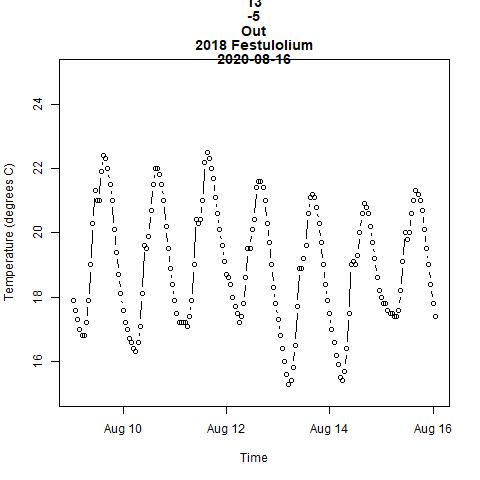 13
-5
Out
2018 Festulolium
2020-08-16
Temperature (degrees C)
24
22
20
18
16
Aug 10
Aug 12
Aug 14
Aug 16
Time